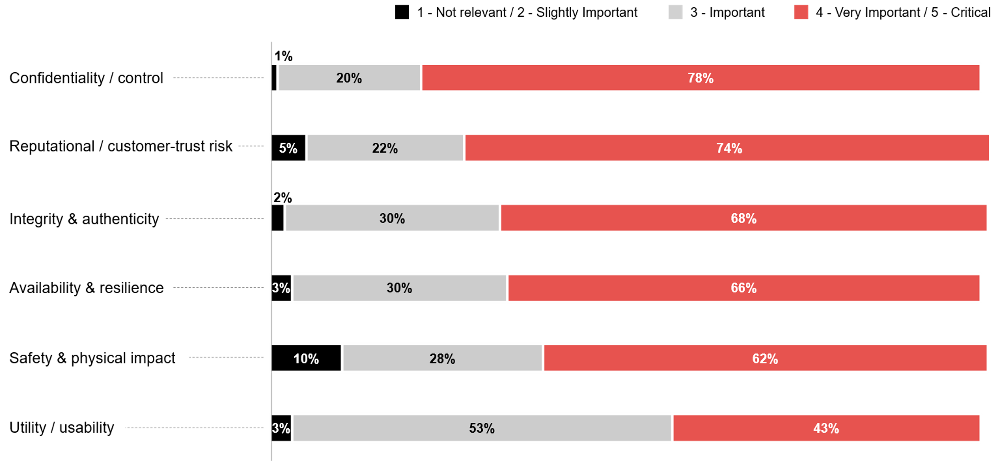 1 - Not relevant / 2 - Slightly Important 3 - Important 4 - Very Important / 5 - Critical
1%
Confidentiality / control 20% 78%
Reputational / customer-trust risk 5% 22% 74%
2%
Integrity & authenticity 30% 68%
Availability & resilience 3% 30% 66%
Safety & physical impact 10% 28% 62%
Utility / usability 3% 53% 43%